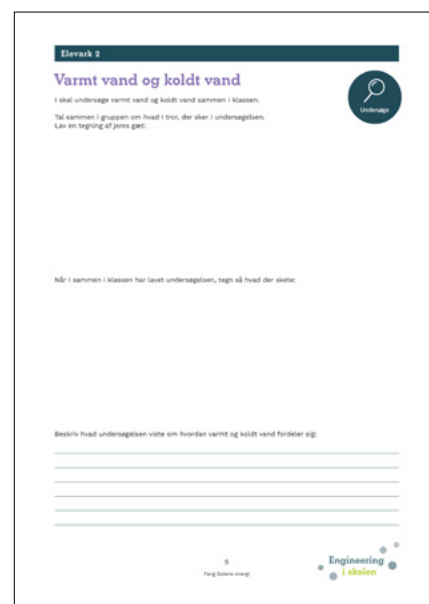 Elevark 2
Varmt vand og koldt vand
I skal undersøge varmt vand og koldt vand sammen i klassen.
Undersøge
Tal sammen i gruppen om hvad I tror, der sker i undersøgelsen.
Lav en tegning af jeres gæt:
Når I sammen i klassen har lavet undersøgelsen, tegn så hvad der skete:
Beskriv hvad undersøgelsen viste om hvordan varmt og koldt vand fordeler sig:
5
Fang Solens energi
Engineering
i skolen